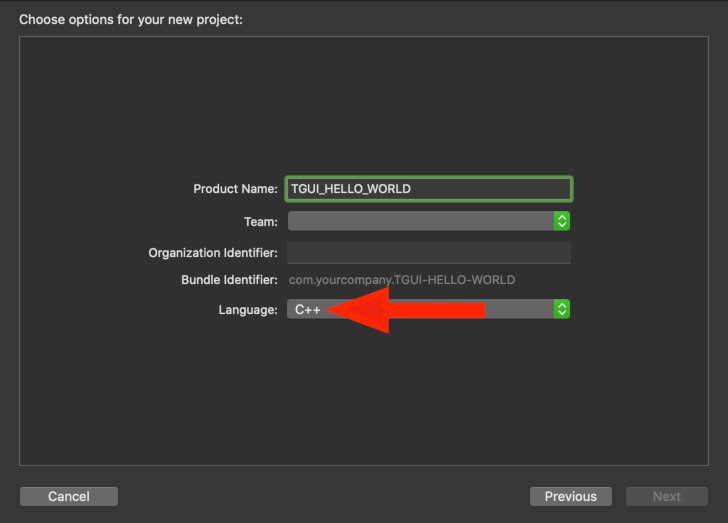 Choose options for your new project:
Product Name: TGUI_HELLO_WORLD
Team:
Organization Identifier:
Bundle Identifier: com.yourcompany.TGUI-HELLO-WORLD
Language: C++
Cancel Previous Next